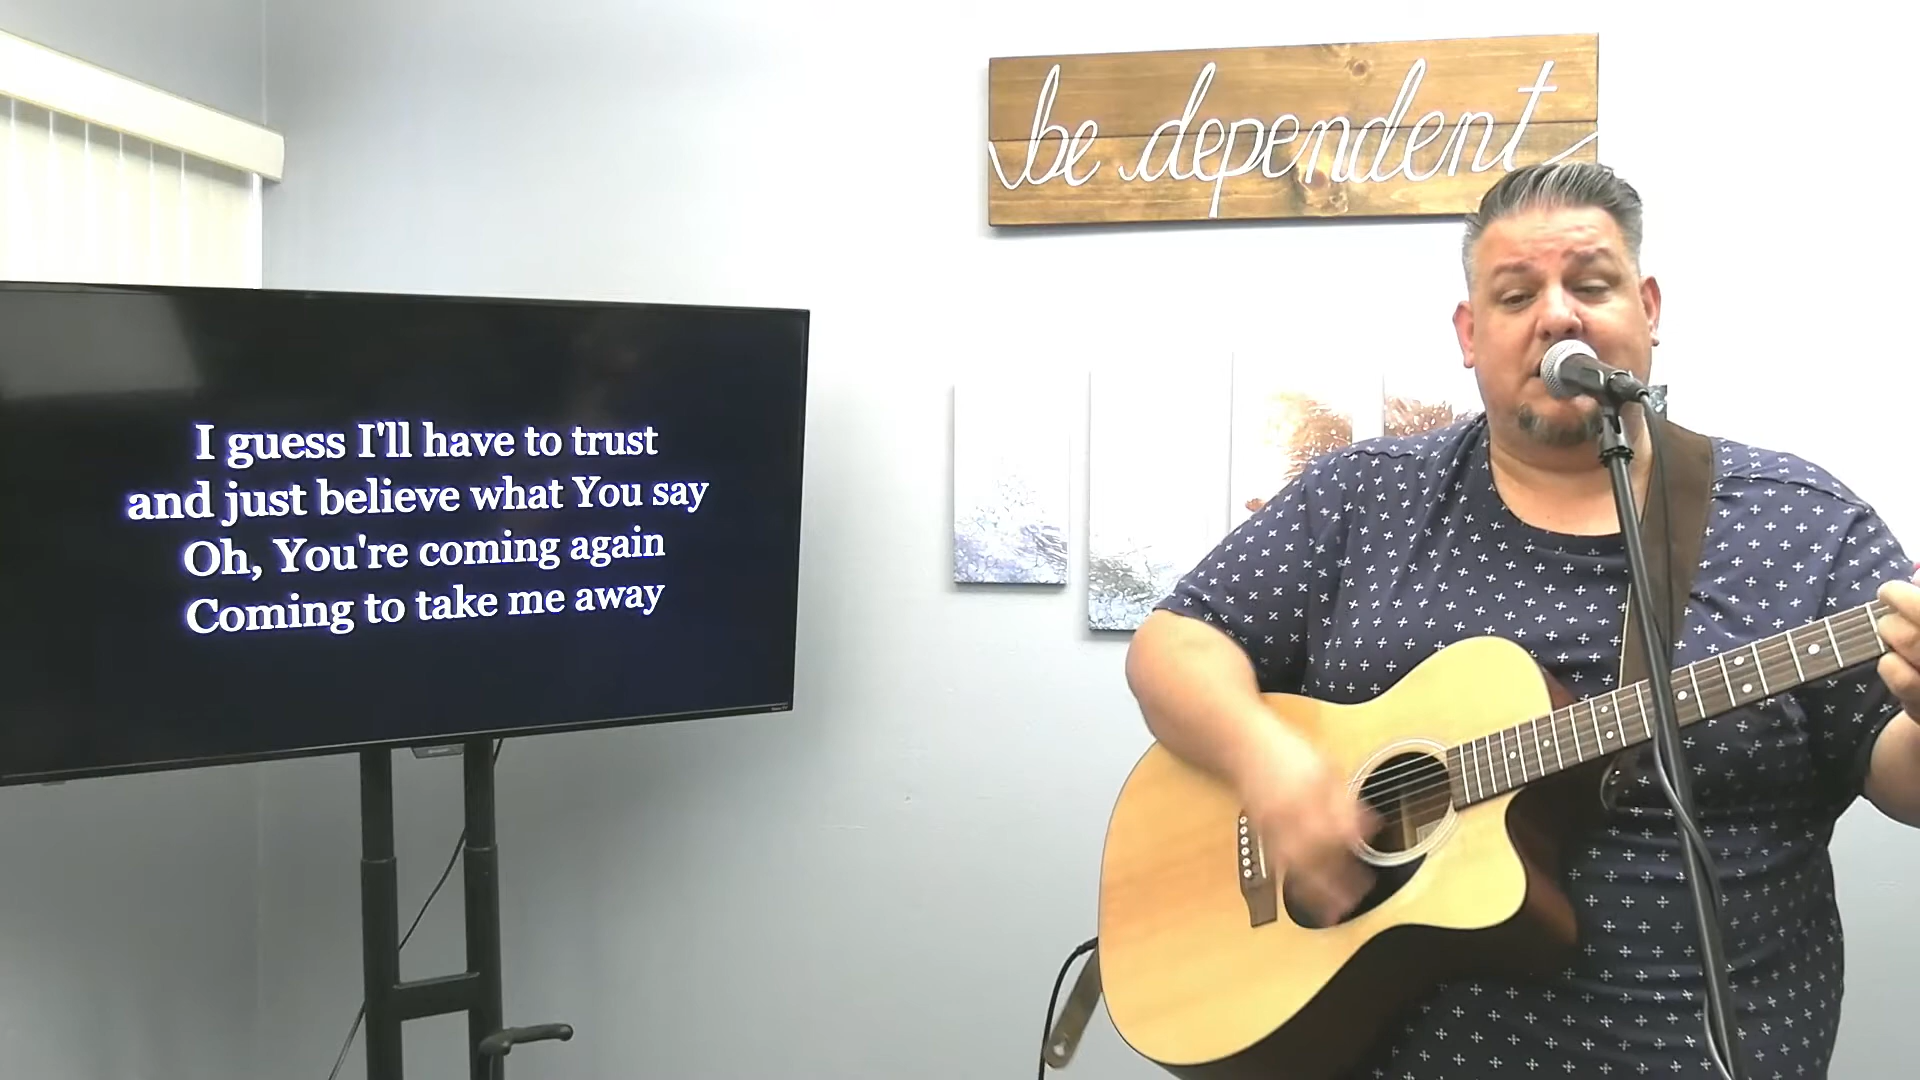 be dependent
I guess I'll have to trust
and just believe what You say
Oh, You're coming again
Coming to take me away